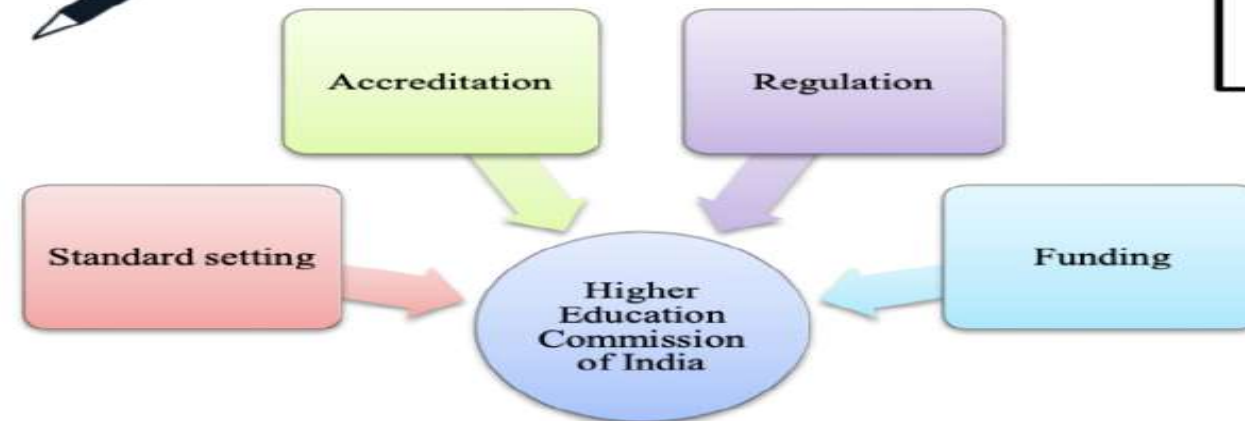 Accreditation
Regulation
Standard setting
Funding
Higher
Education
Commission
of India